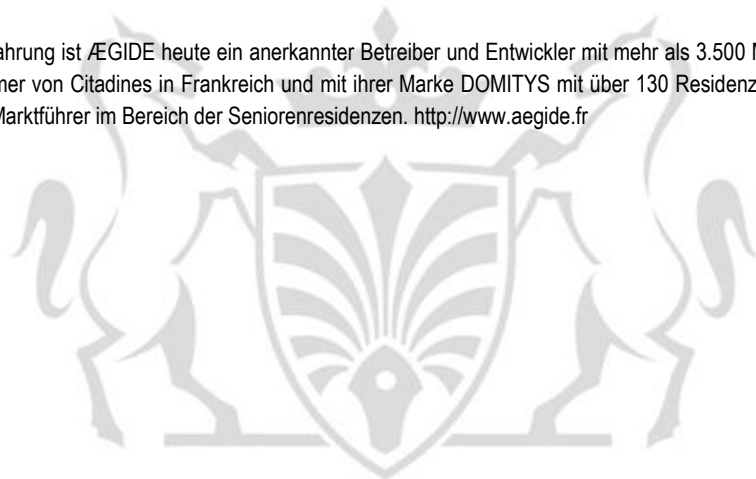 ahrung ist ÆGIDE heute ein anerkannter Betreiber und Entwickler mit mehr als 3.500
mer von Citadines in Frankreich und mit ihrer Marke DOMITYS mit über 130 Residenz
Marktführer im Bereich der Seniorenresidenzen. http://www.aegide.fr